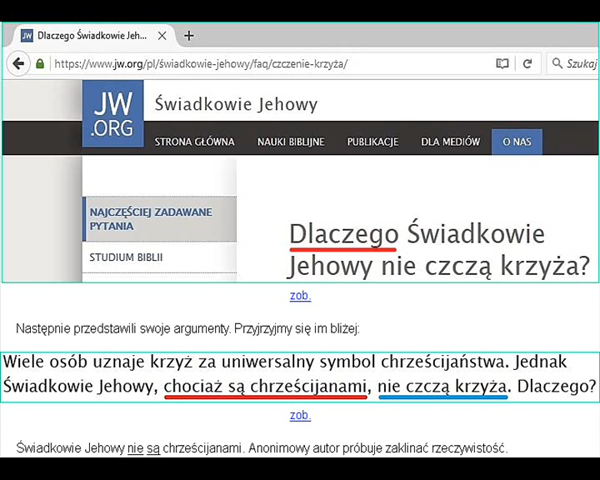 Dlaczego Świadkowie Jeh...
https://www.jw.org/pl/świadkowie-jehowy/faq/czczenie-krzyża/
Szukaj
JW
.ORG
Świadkowie Jehowy
STRONA GŁÓWNA NAUKI BIBLIJNE PUBLIKACJE DLA MEDIÓW O NAS
NAJCZĘŚCIEJ ZADAWANE
PYTANIA
STUDIUM BIBLII
Dlaczego Świadkowie
Jehowy nie czczą krzyża?
zob.
Następnie przedstawili swoje argumenty. Przyjrzyjmy się im bliżej:
Wiele osób uznaje krzyż za uniwersalny symbol chrześcijaństwa. Jednak
Świadkowie Jehowy, chociaż są chrześcijanami, nie czczą krzyża. Dlaczego?
zob.
Świadkowie Jehowy nie są chrześcijanami. Anonimowy autor próbuje zaklinać rzeczywistość.